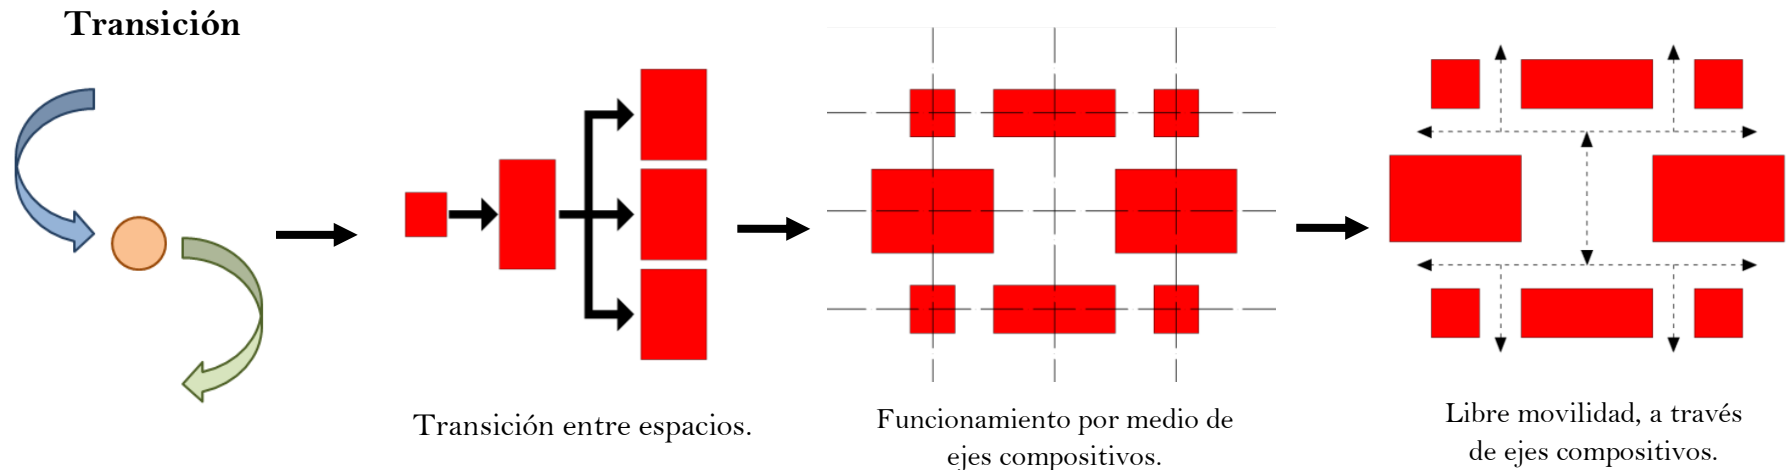 Transición
Transición entre espacios.
Funcionamiento por medio de
ejes compositivos.
Libre movilidad, a través
de ejes compositivos.